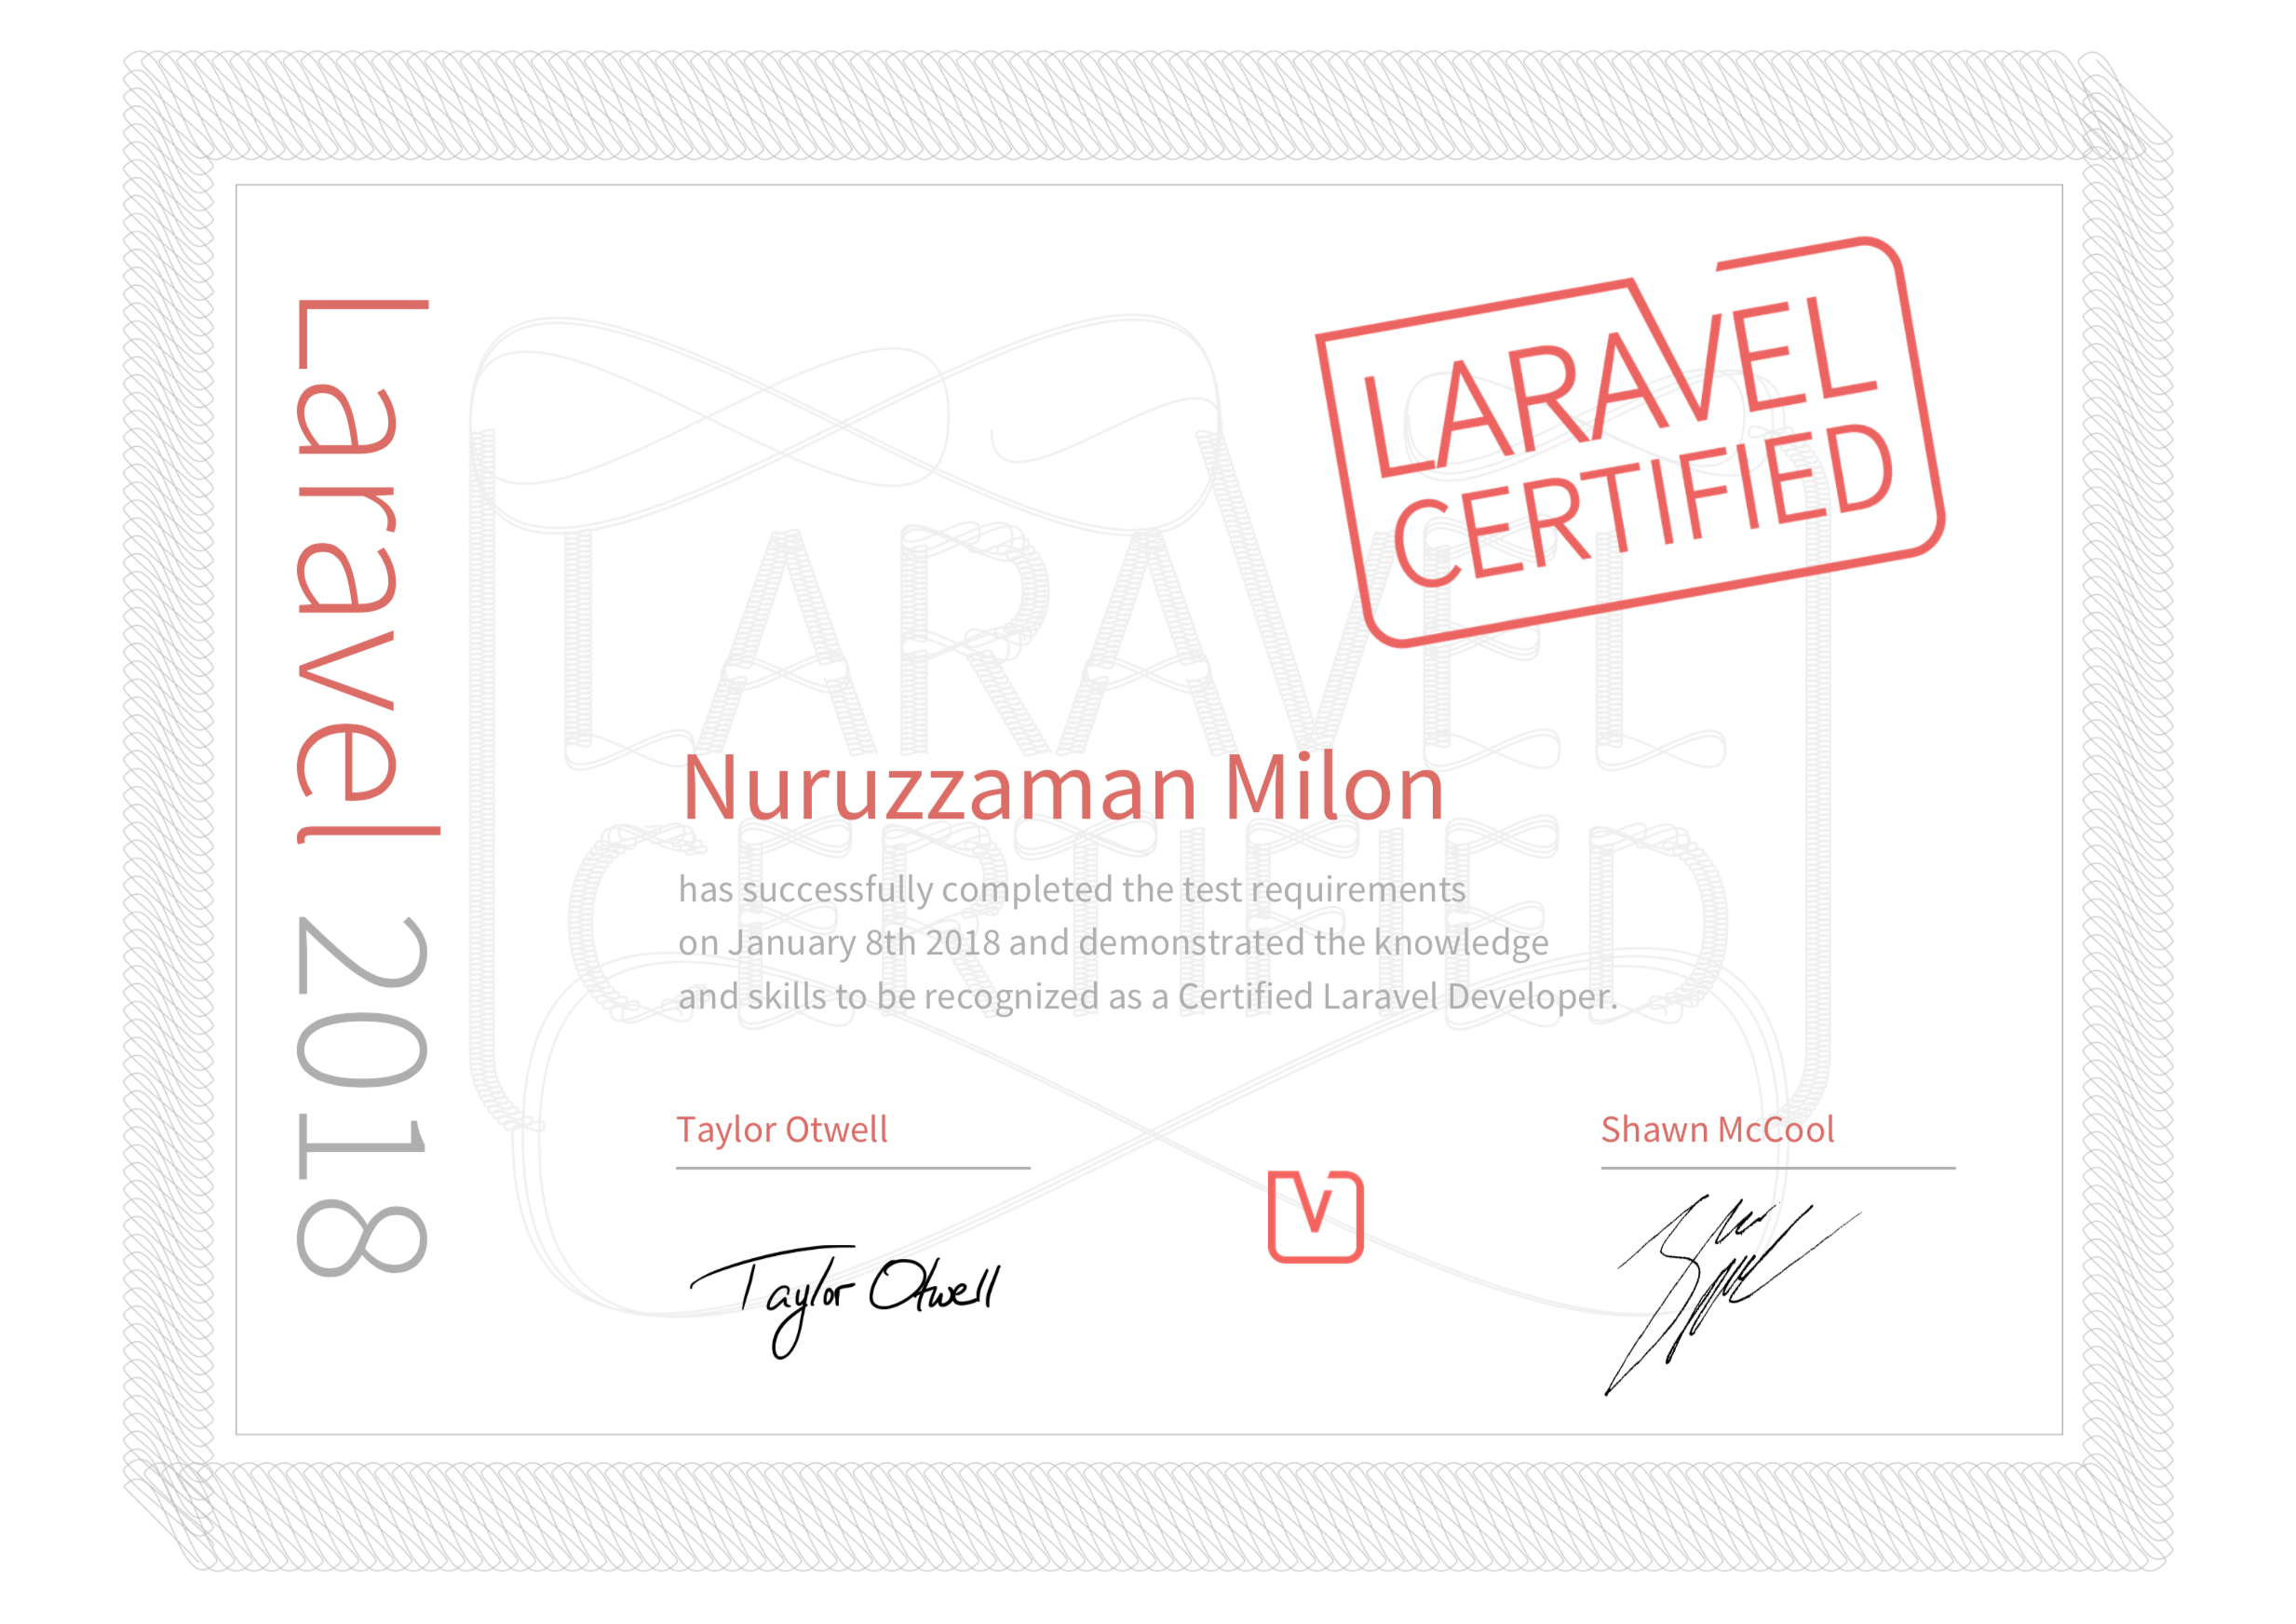 Laravel 2018
LARAVEL
CERTIFIED
LARAVEL
Nuruzzaman Milon
CERTIFIED
has successfully completed the test requirements
on January 8th 2018 and demonstrated the knowledge
and skills to be recognized as a Certified Laravel Developer.
Taylor Otwell
Shawn McCool
V
Taylor Otwell